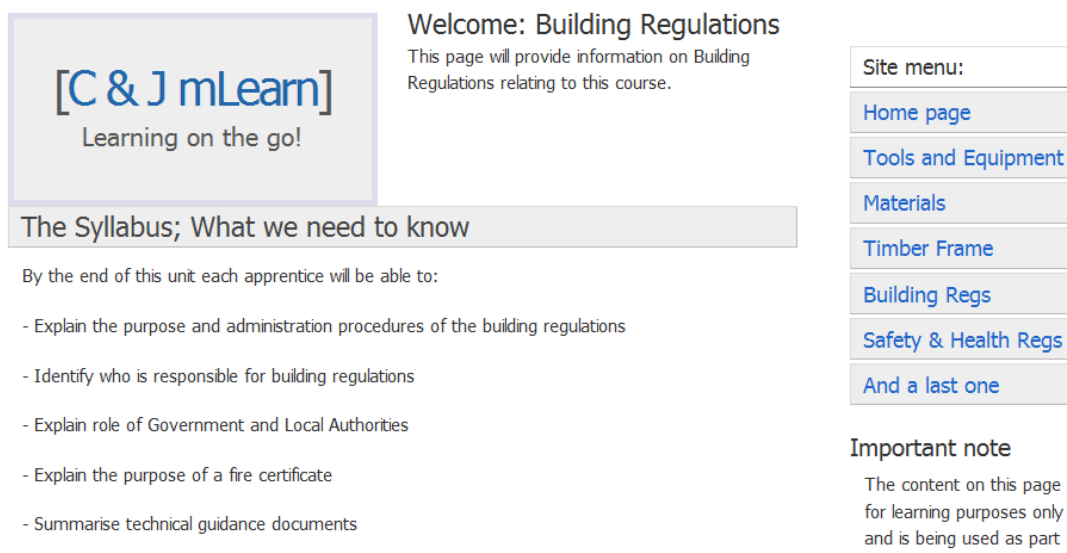 [C & J mLearn]
Learning on the go!
Welcome: Building Regulations
This page will provide information on Building
Regulations relating to this course.
The Syllabus; What we need to know
By the end of this unit each apprentice will be able to:
- Explain the purpose and administration procedures of the building regulations
- Identify who is responsible for building regulations
- Explain role of Government and Local Authorities
- Explain the purpose of a fire certificate
- Summarise technical guidance documents
Site menu:
Home page
Tools and Equipment
Materials
Timber Frame
Building Regs
Safety & Health Regs
And a last one
Important note
The content on this page
for learning purposes only
and is being used as part